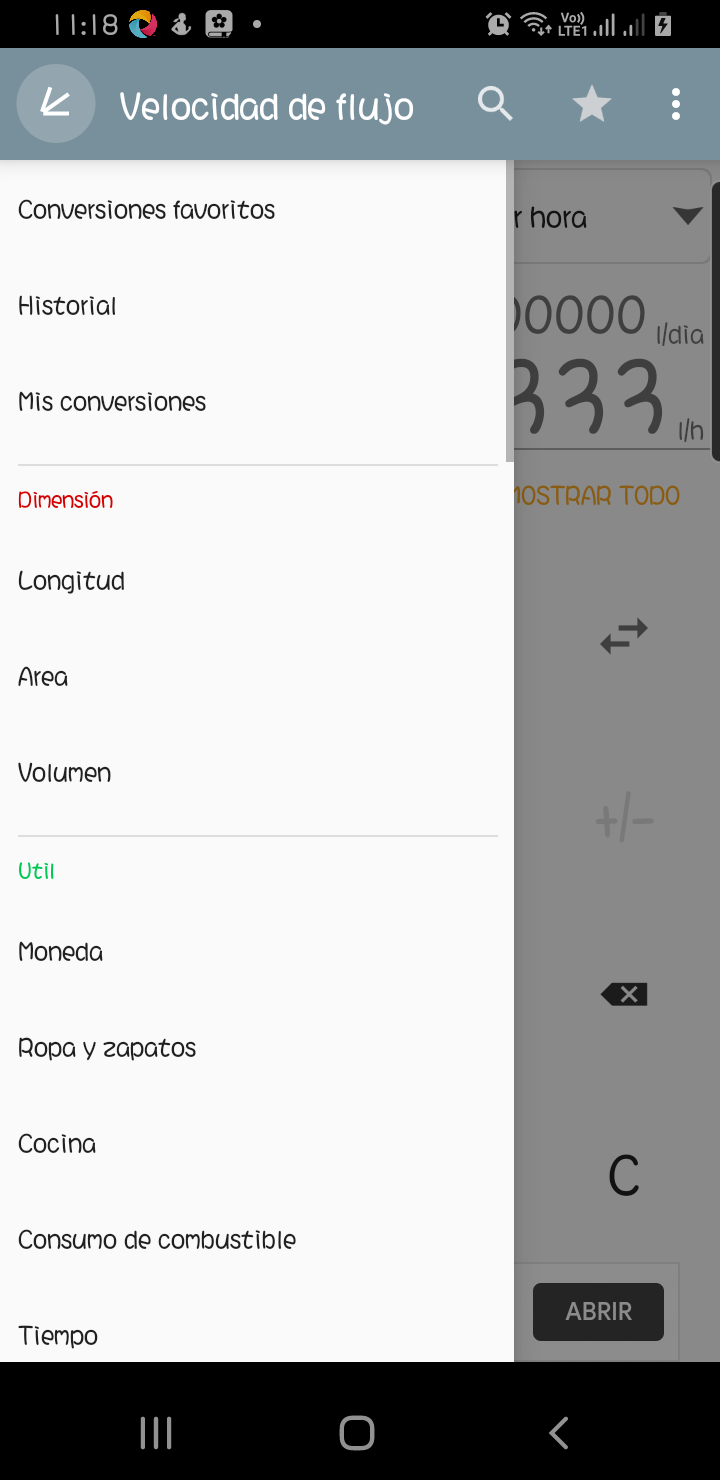 11:18
Vo))
LTE1
Velocidad de flujo
Conversiones favoritos
Historial
Mis conversiones
Dimensión
Longitud
Area
Volumen
Util
Moneda
Ropa y zapatos
Cocina
Consumo de combustible
Tiempo
r hora
00000 l/dia
333 l/h
MOSTRAR TODO
+/−
C
ABRIR